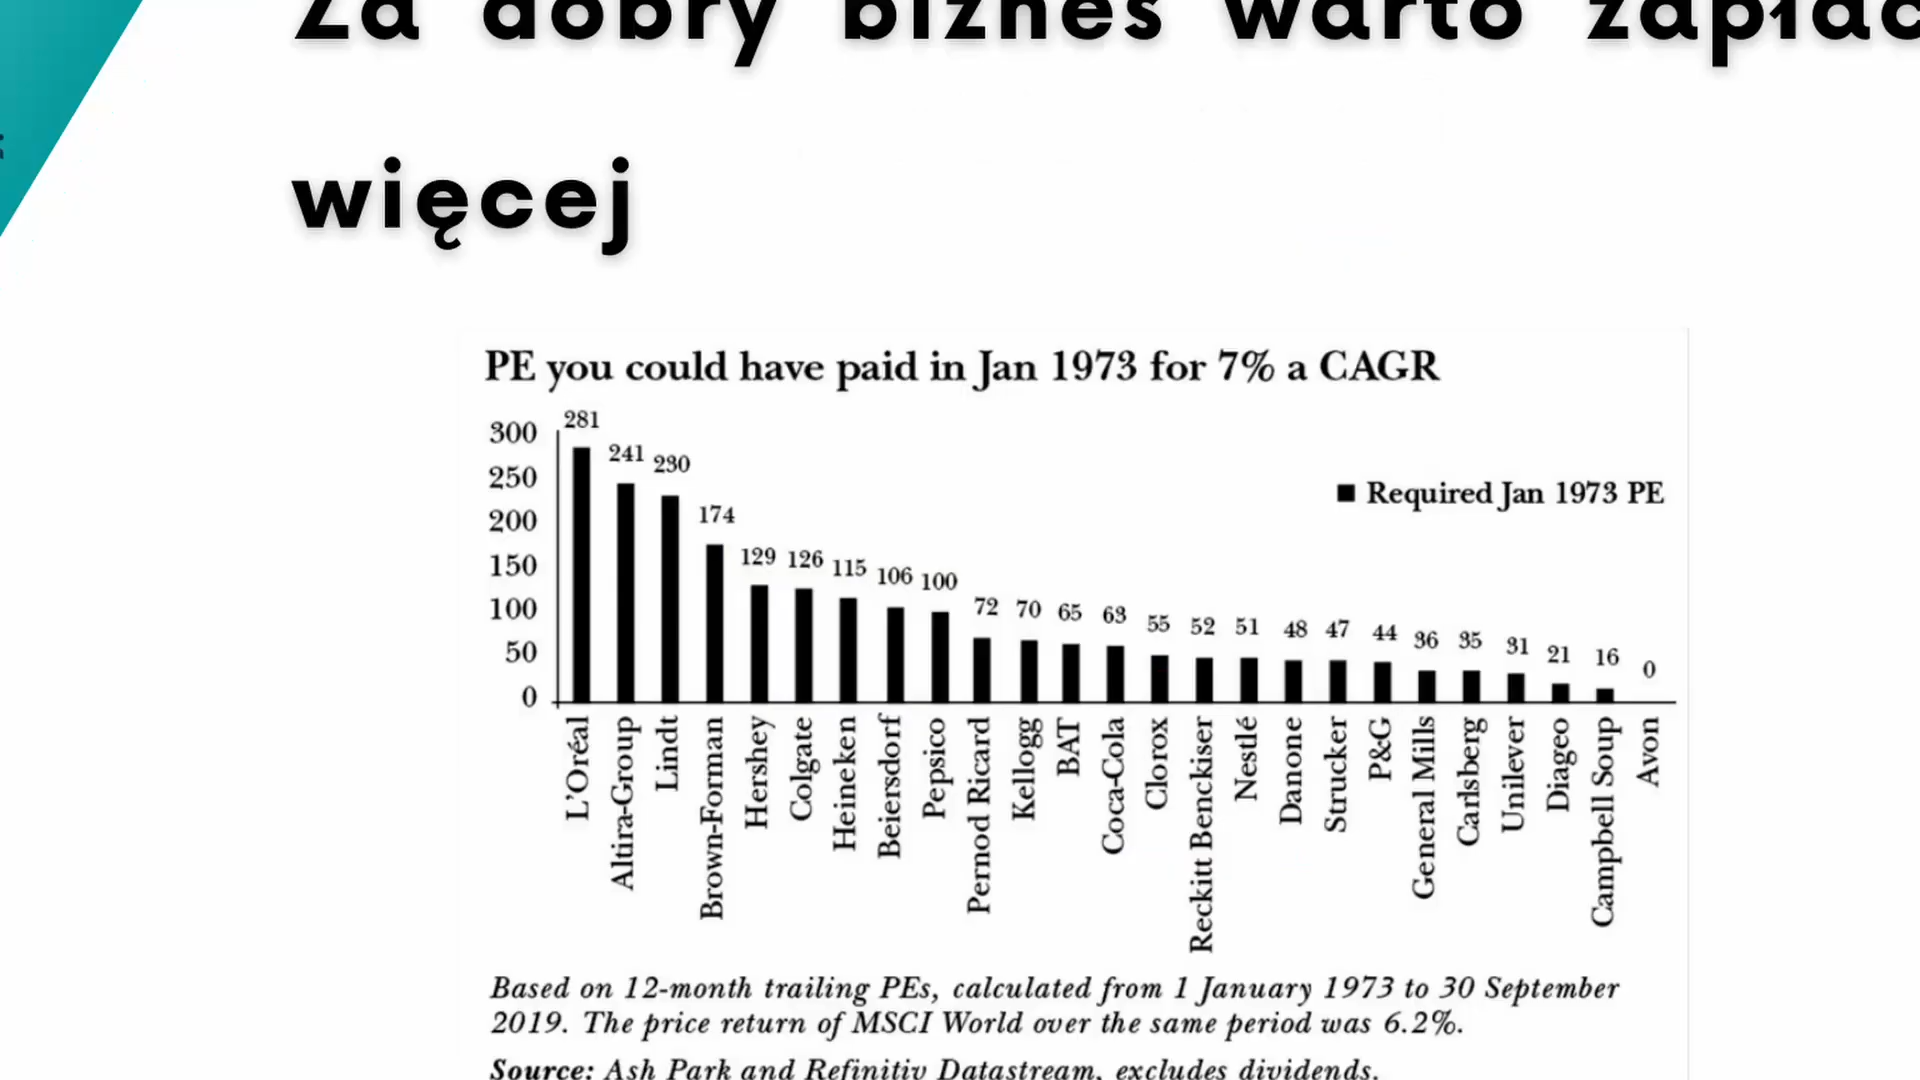 Za dobry biznes warto zapłac
więcej
PE you could have paid in Jan 1973 for 7% a CAGR
281
300
241
230
250
Required Jan 1973 PE
174
200
129 126 115 106 100
150
72 70 65 63 55 52 51 48 47 44 36 35 31 21 16 0
100
50
0
L'Oréal
Altira-Group
Lindt
Brown-Forman
Hershey
Colgate
Heineken
Beiersdorf
Pepsico
Pernod Ricard
Kellogg
BAT
Coca-Cola
Clorox
Reckitt Benckiser
Nestlé
Danone
Strucker
P&G
General Mills
Carlsberg
Unilever
Diageo
Campbell Soup
Avon
Based on 12-month trailing PEs, calculated from 1 January 1973 to 30 September
2019. The price return of MSCI World over the same period was 6.2%.
Source: Ash Park and Refinitiv Datastream, excludes dividends.